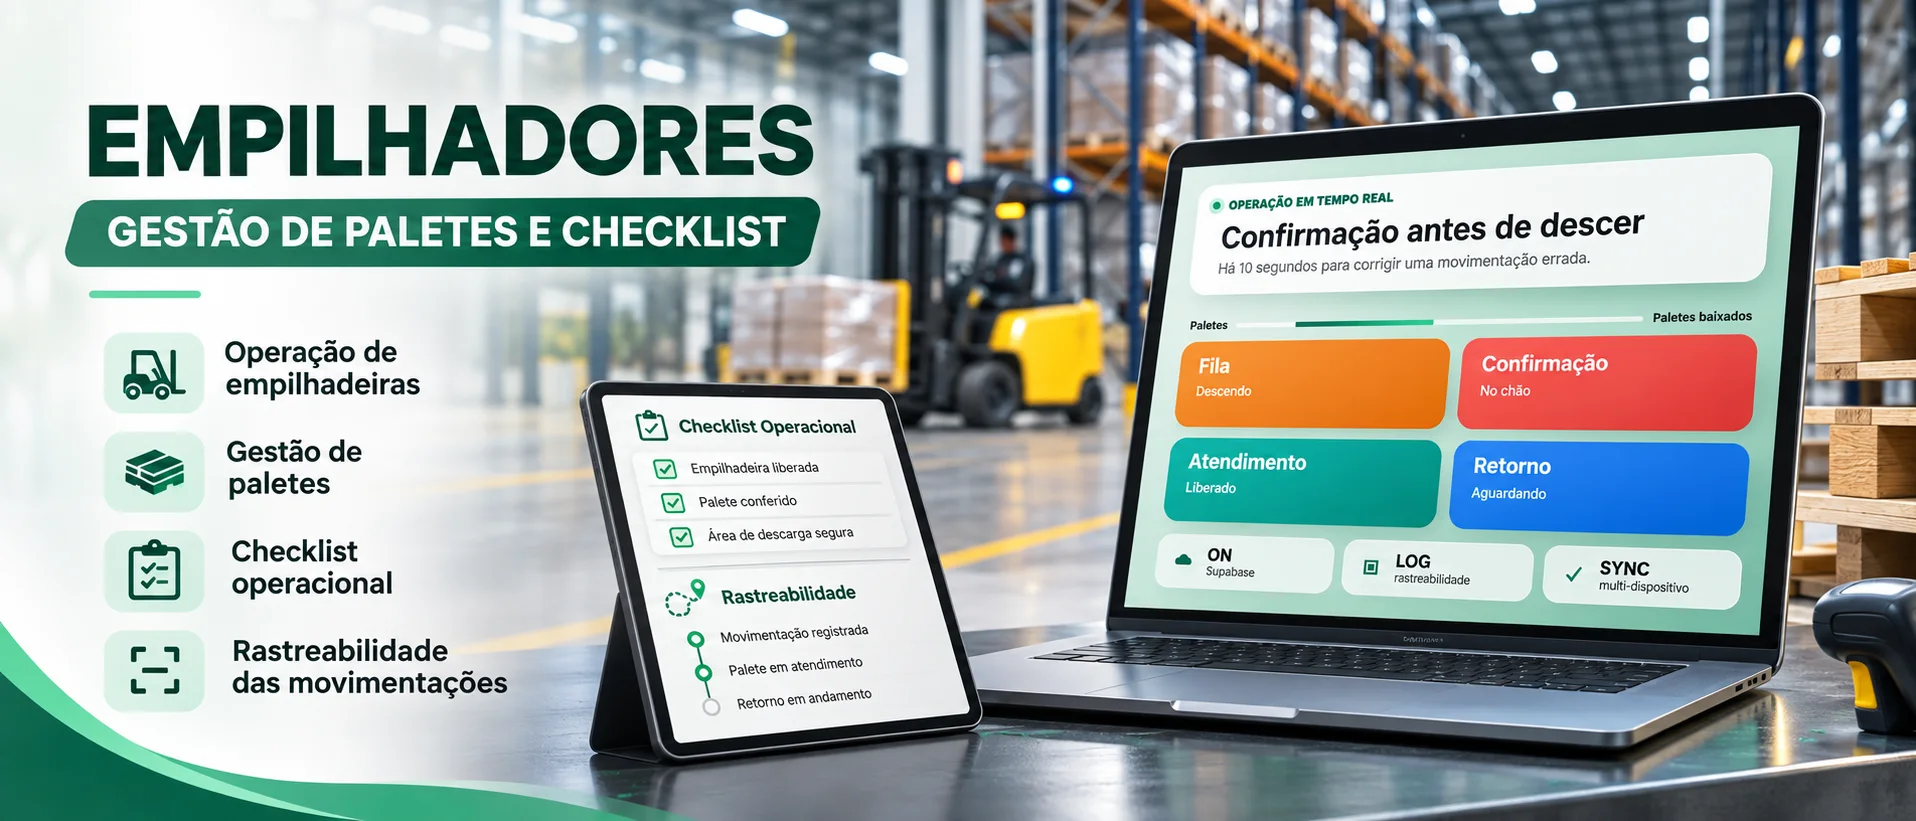 EMPILHADORES
GESTÃO DE PALETES E CHECKLIST
Operação de
empilhadeiras
Gestão de
paletes
Checklist
operacional
Rastreabilidade
das movimentações
Checklist Operacional
Empilhadeira liberada
Palete conferido
Área de descarga segura
Rastreabilidade
Movimentação registrada
Palete em atendimento
Retorno em andamento
OPERAÇÃO EM TEMPO REAL
Confirmação antes de descer
Há 10 segundos para corrigir uma movimentação errada.
Paletes
Paletes baixados
Fila
Descendo
Confirmação
No chão
Atendimento
Liberado
Retorno
Aguardando
ON
Supabase
LOG
rastreabilidade
SYNC
multi-dispositivo